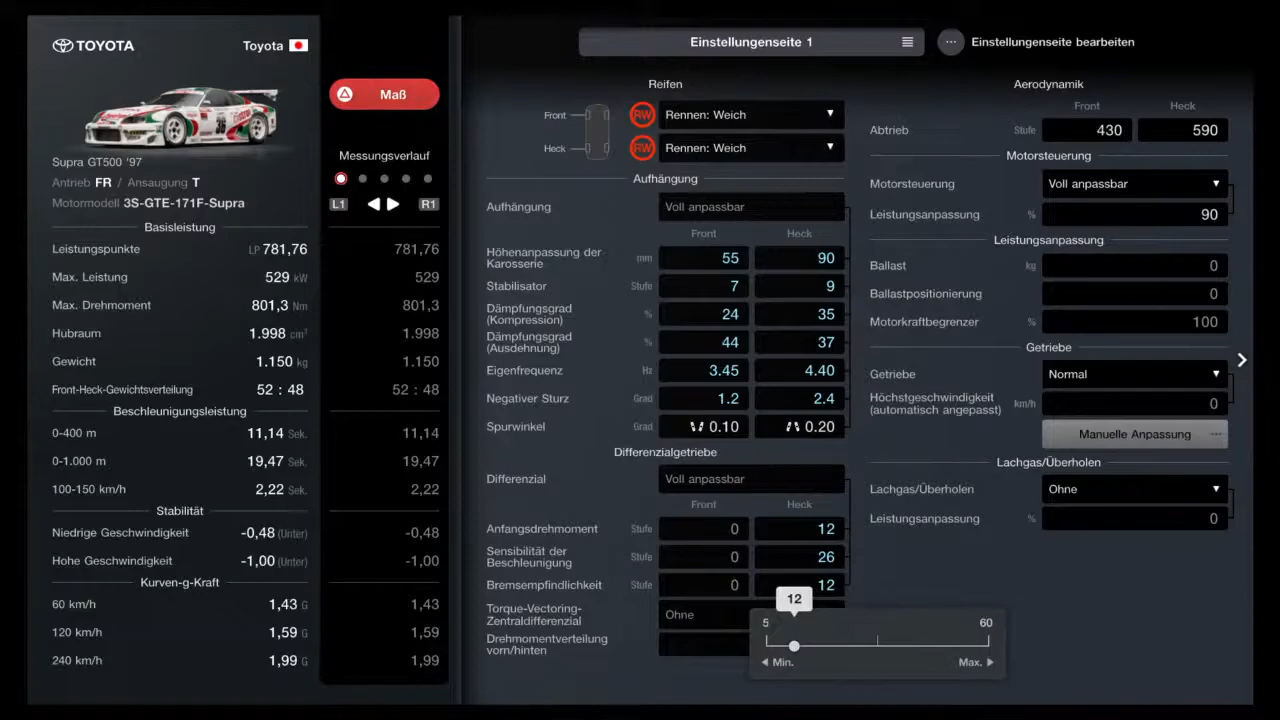 TOYOTA
Toyota
Supra GT500 '97
Antrieb FR / Ansaugung T
Motormodell 3S-GTE-171F-Supra
Basisleistung
Leistungspunkte LP 781,76
Max. Leistung 529 kW
Max. Drehmoment 801,3 Nm
Hubraum 1.998 cm³
Gewicht 1.150 kg
Front-Heck-Gewichtsverteilung 52 : 48
Beschleunigungsleistung
0-400 m 11,14 Sek.
0-1.000 m 19,47 Sek.
100-150 km/h 2,22 Sek.
Stabilität
Niedrige Geschwindigkeit -0,48 (Unter)
Hohe Geschwindigkeit -1,00 (Unter)
Kurven-g-Kraft
60 km/h 1,43 G
120 km/h 1,59 G
240 km/h 1,99 G
Maß
Messungsverlauf
L1 R1
781,76
529
801,3
1.998
1.150
52 : 48
11,14
19,47
2,22
-0,48
-1,00
1,43
1,59
1,99
Einstellungenseite 1
Einstellungenseite bearbeiten
Reifen
Front RW Rennen: Weich
Heck RW Rennen: Weich
Aufhängung
Aufhängung Voll anpassbar
Front Heck
Höhenanpassung der
Karosserie mm 55 90
Stabilisator Stufe 7 9
Dämpfungsgrad
(Kompression) % 24 35
Dämpfungsgrad
(Ausdehnung) % 44 37
Eigenfrequenz Hz 3.45 4.40
Negativer Sturz Grad 1.2 2.4
Spurwinkel Grad 0.10 0.20
Differenzialgetriebe
Differenzial Voll anpassbar
Front Heck
Anfangsdrehmoment Stufe 0 12
Sensibilität der
Beschleunigung Stufe 0 26
Bremsempfindlichkeit Stufe 0 12
Torque-Vectoring-
Zentraldifferenzial Ohne
Drehmomentverteilung
vorn/hinten
12
5 60
Min. Max.
Aerodynamik
Front Heck
Abtrieb Stufe 430 590
Motorsteuerung
Motorsteuerung Voll anpassbar
Leistungsanpassung % 90
Leistungsanpassung
Ballast kg 0
Ballastpositionierung 0
Motorkraftbegrenzer % 100
Getriebe
Getriebe Normal
Höchstgeschwindigkeit
(automatisch angepasst) km/h 0
Manuelle Anpassung
Lachgas/Überholen
Lachgas/Überholen Ohne
Leistungsanpassung % 0